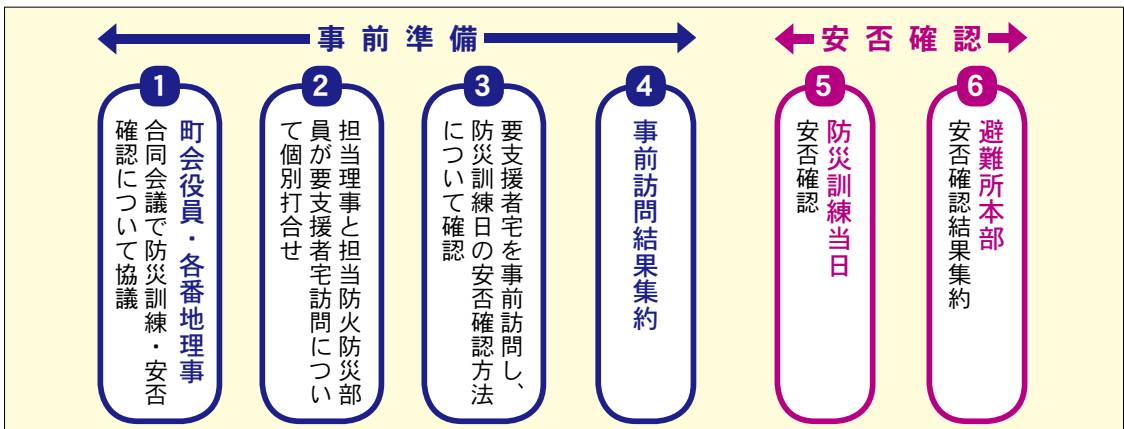 事前準備
安否確認
1
町会役員・各番地理事
合同会議で防災訓練・安否
確認について協議
2
担当理事と担当防火防災部
員が要支援者宅訪問につい
て個別打合せ
3
要支援者宅を事前訪問し、
防災訓練日の安否確認方法
について確認
4
事前訪問結果集約
5
防災訓練当日
安否確認
6
避難所本部
安否確認結果集約